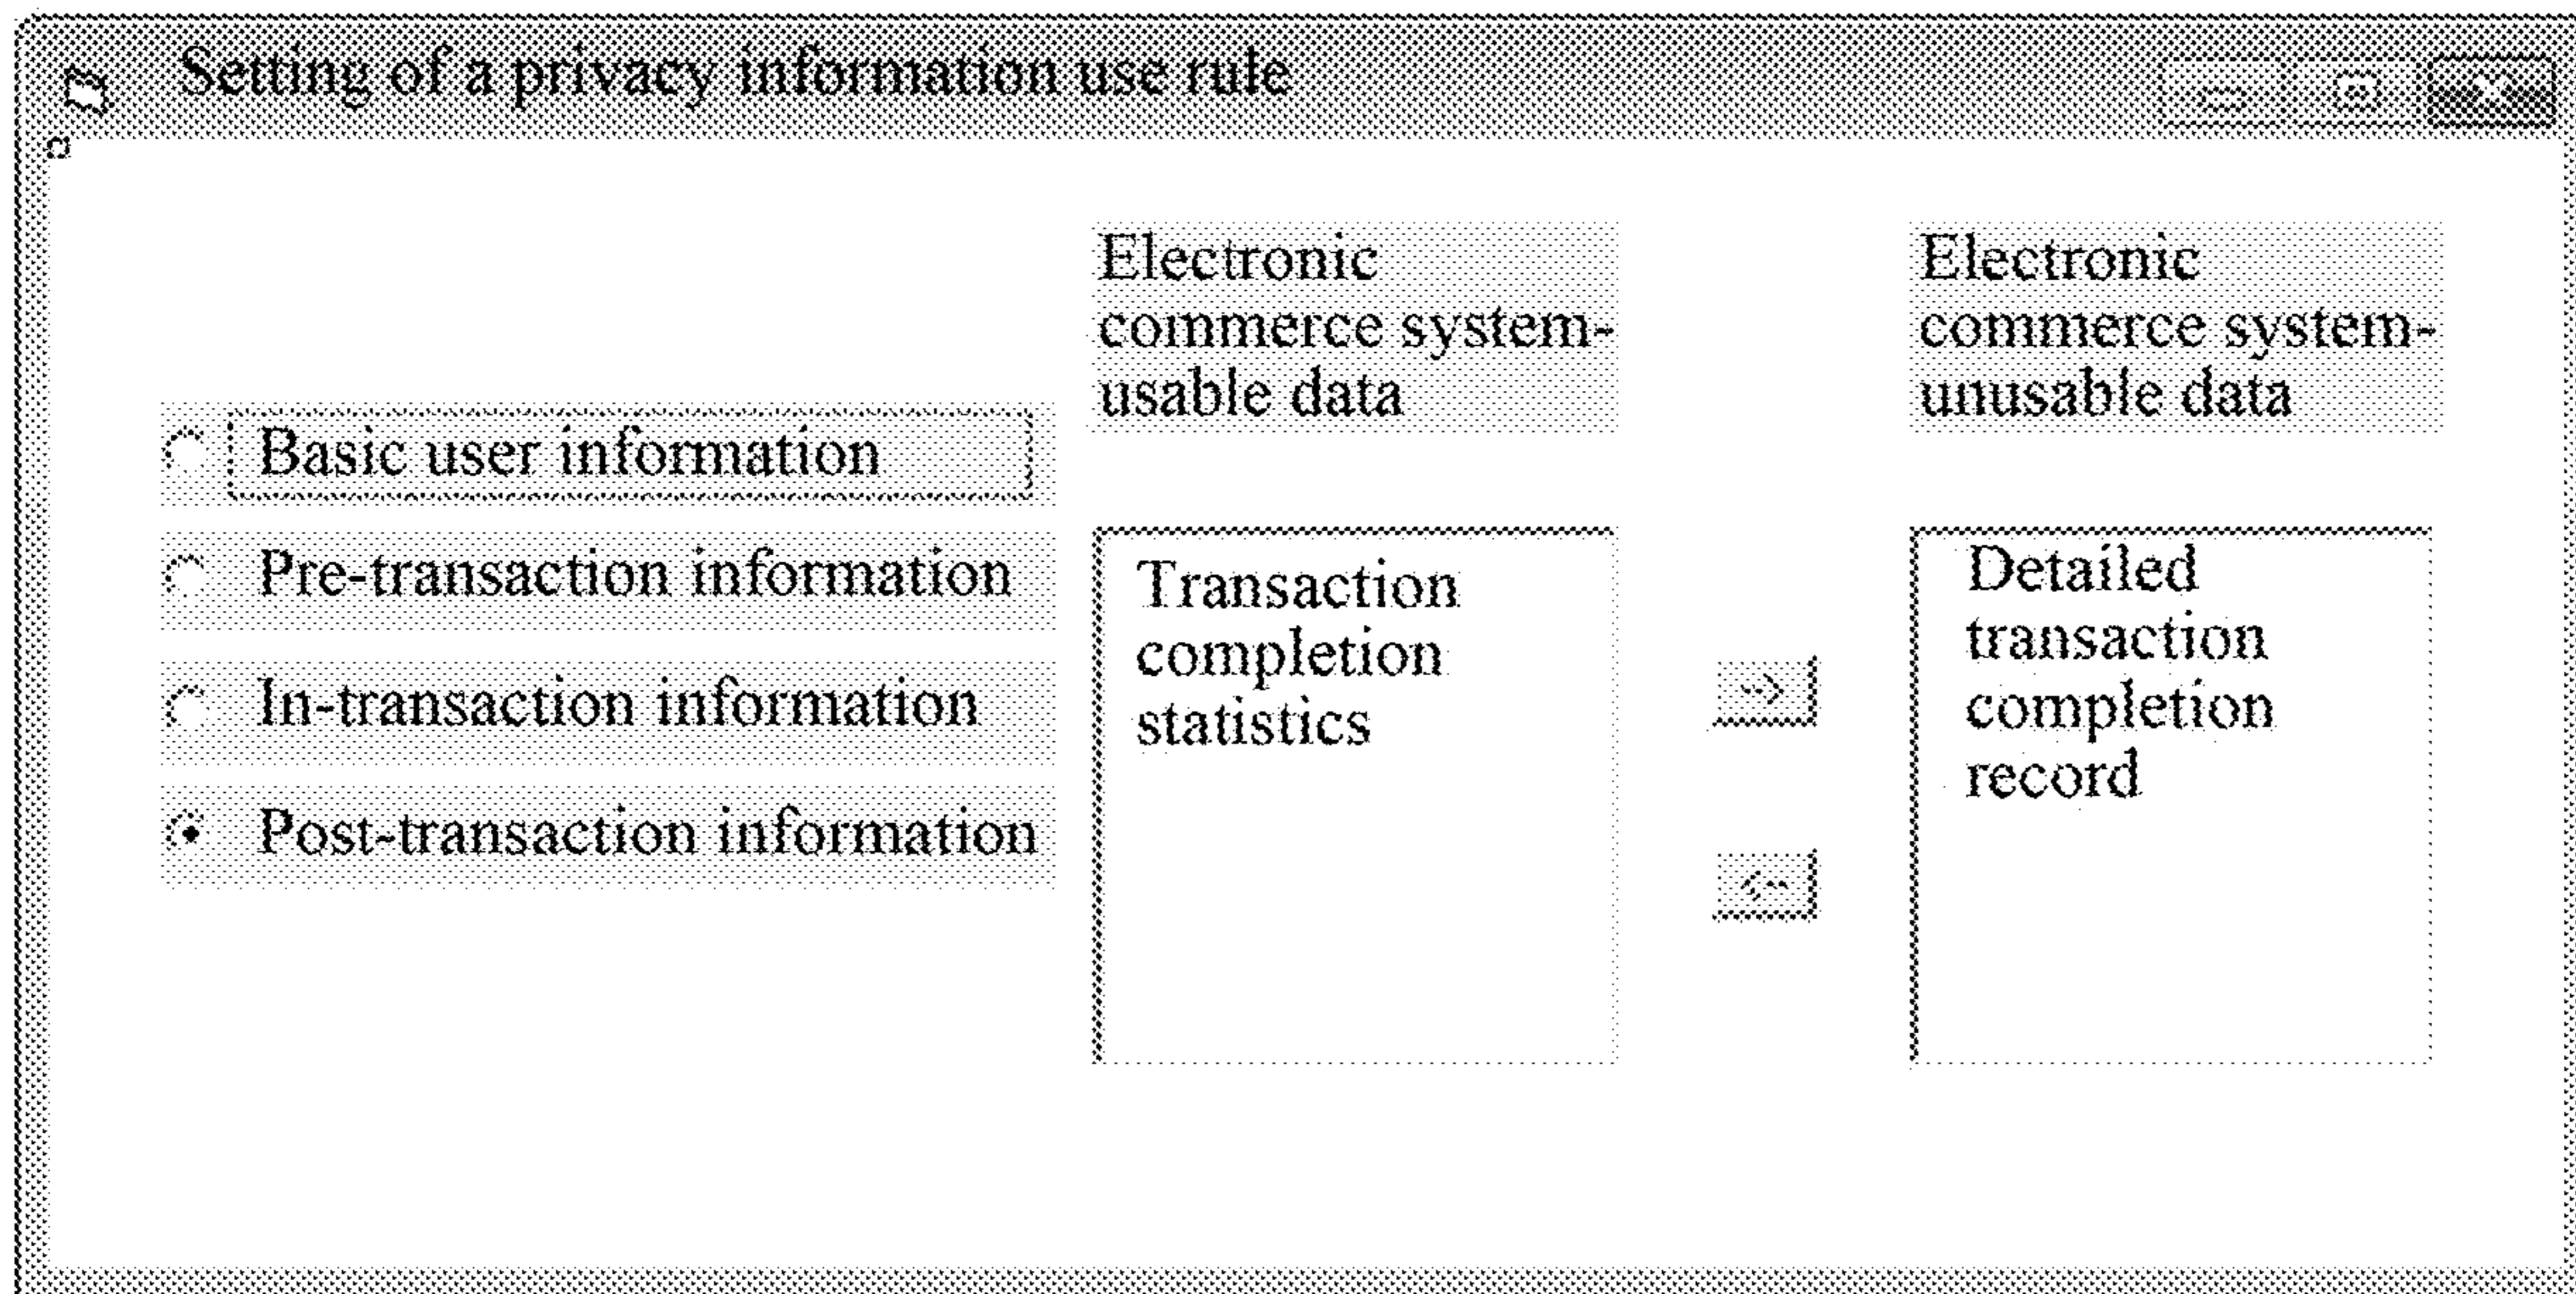 Setting of a privacy information use rule
Basic user information
Pre-transaction information
In-transaction information
Post-transaction information
Electronic
commerce system-
usable data
Transaction
completion
statistics
Electronic
commerce system-
unusable data
Detailed
transaction
completion
record